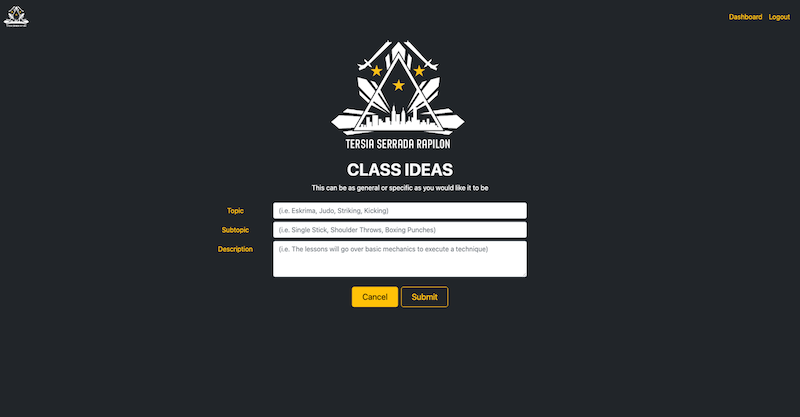 Dashboard Logout
TERSIA SERRADA RAPILON
CLASS IDEAS
This can be as general or specific as you would like it to be
Topic (i.e. Eskrima, Judo, Striking, Kicking)
Subtopic (i.e. Single Stick, Shoulder Throws, Boxing Punches)
Description (i.e. The lessons will go over basic mechanics to execute a technique)
Cancel Submit